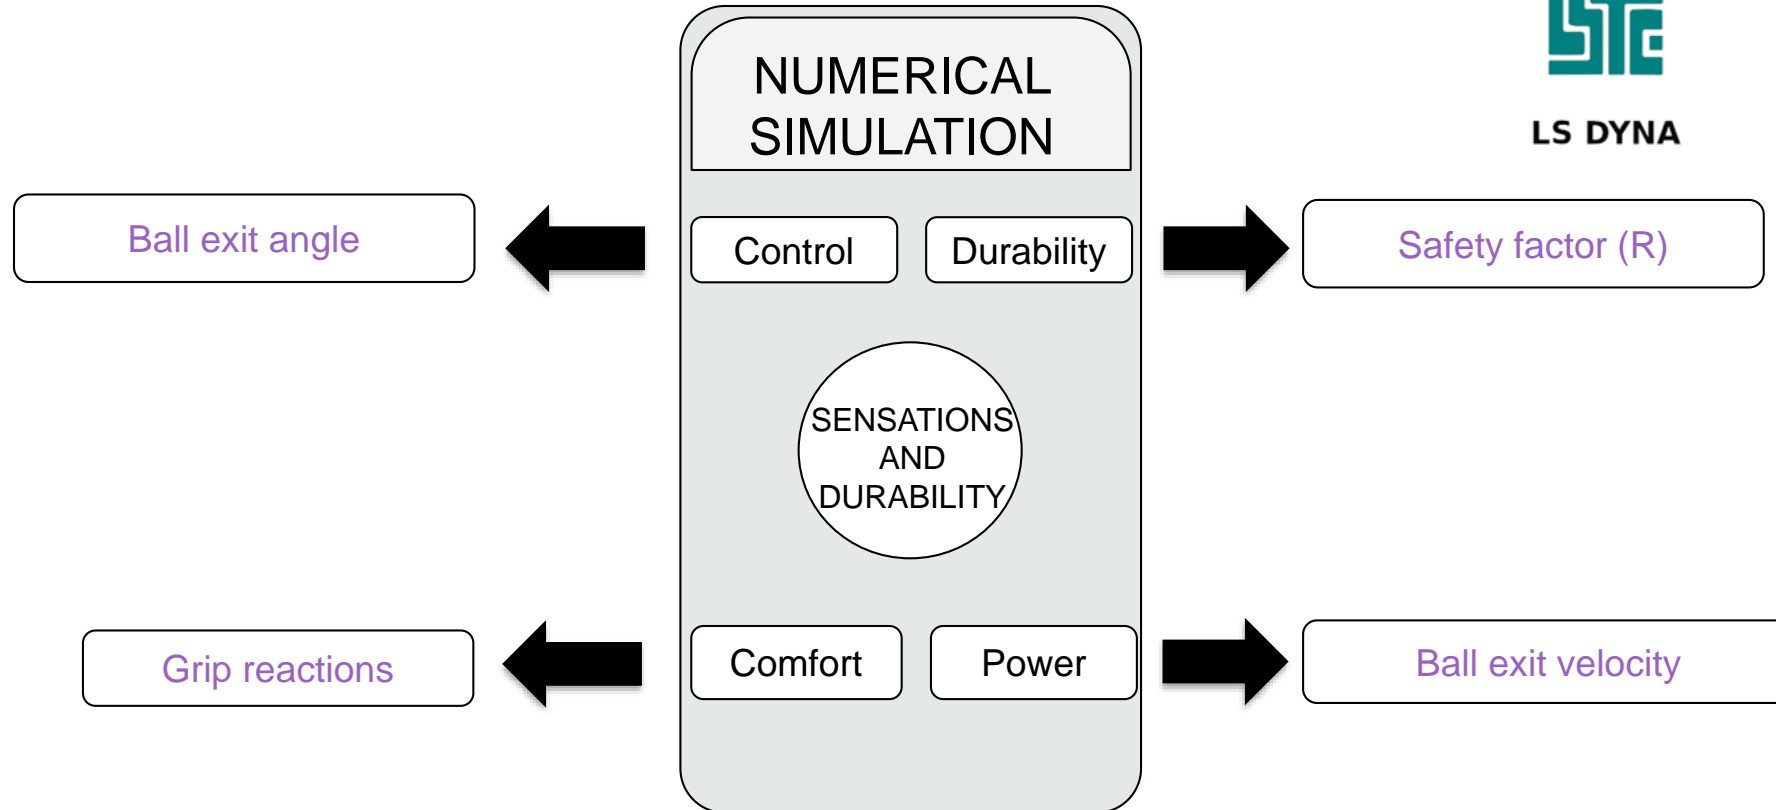 NUMERICAL
SIMULATION
LSTC
LS DYNA
Ball exit angle
Control
Durability
Safety factor (R)
SENSATIONS
AND
DURABILITY
Grip reactions
Comfort
Power
Ball exit velocity